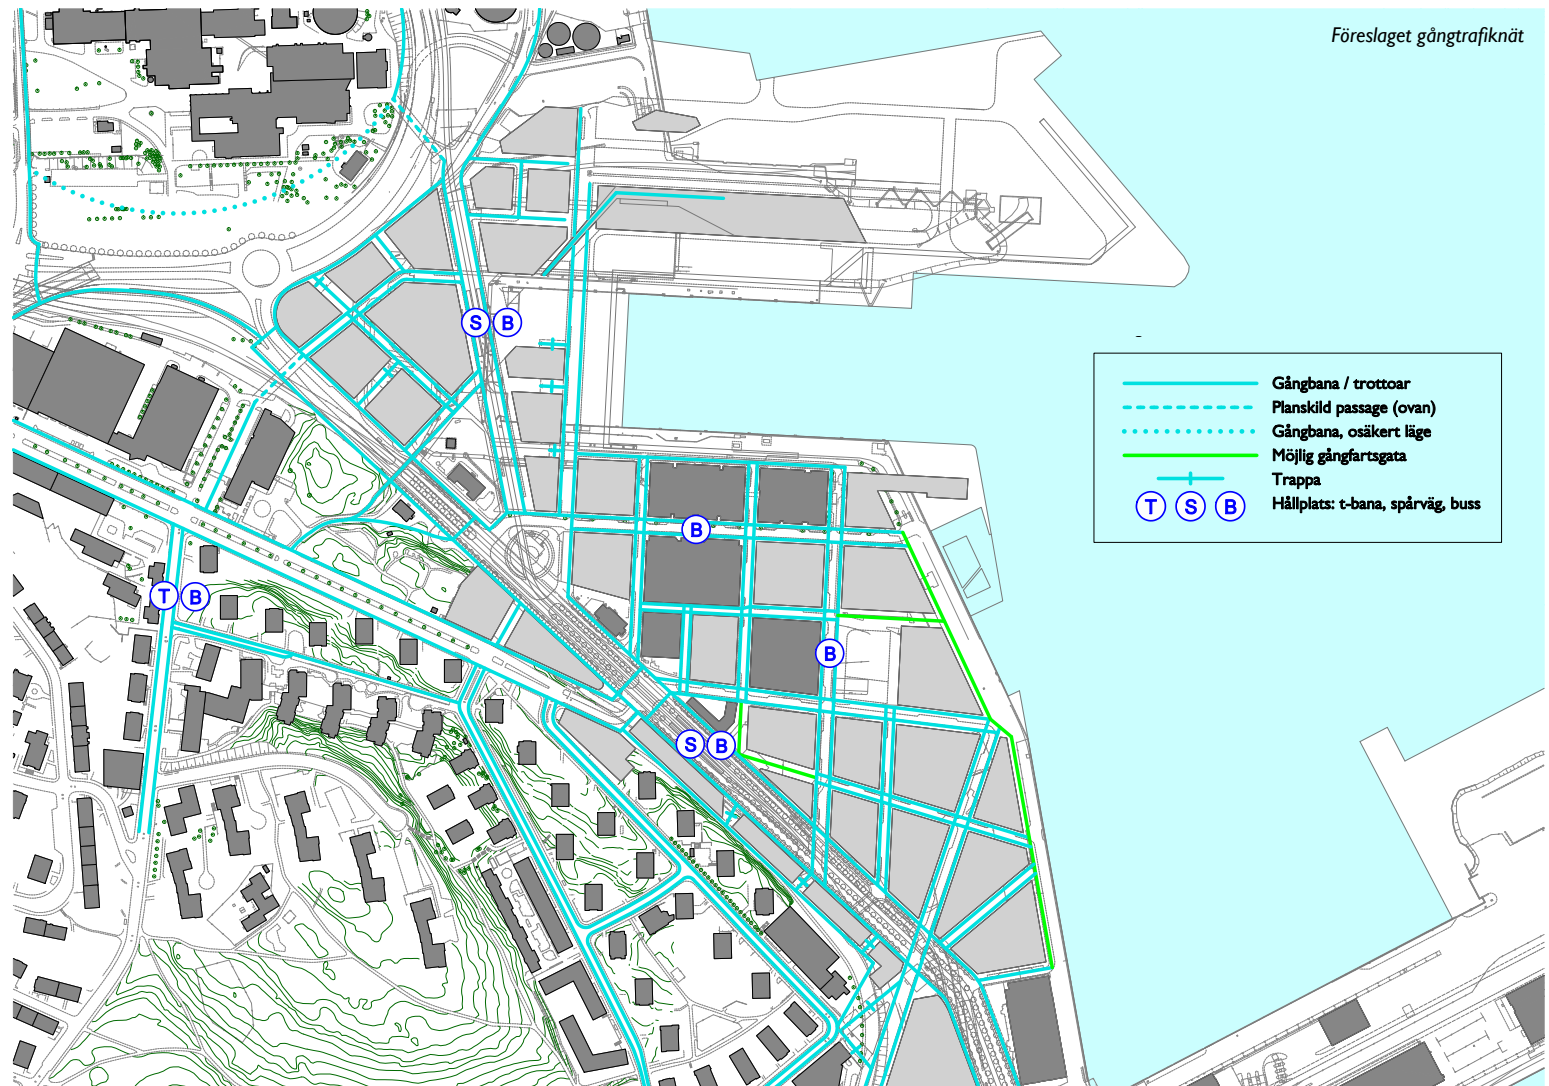 Föreslaget gångtrafiknät
S B
Gångbana / trottoar
Planskild passage (ovan)
Gångbana, osäkert läge
Möjlig gångfartsgata
Trappa
T S B Hållplats: t-bana, spårväg, buss
B
T B
B
S B